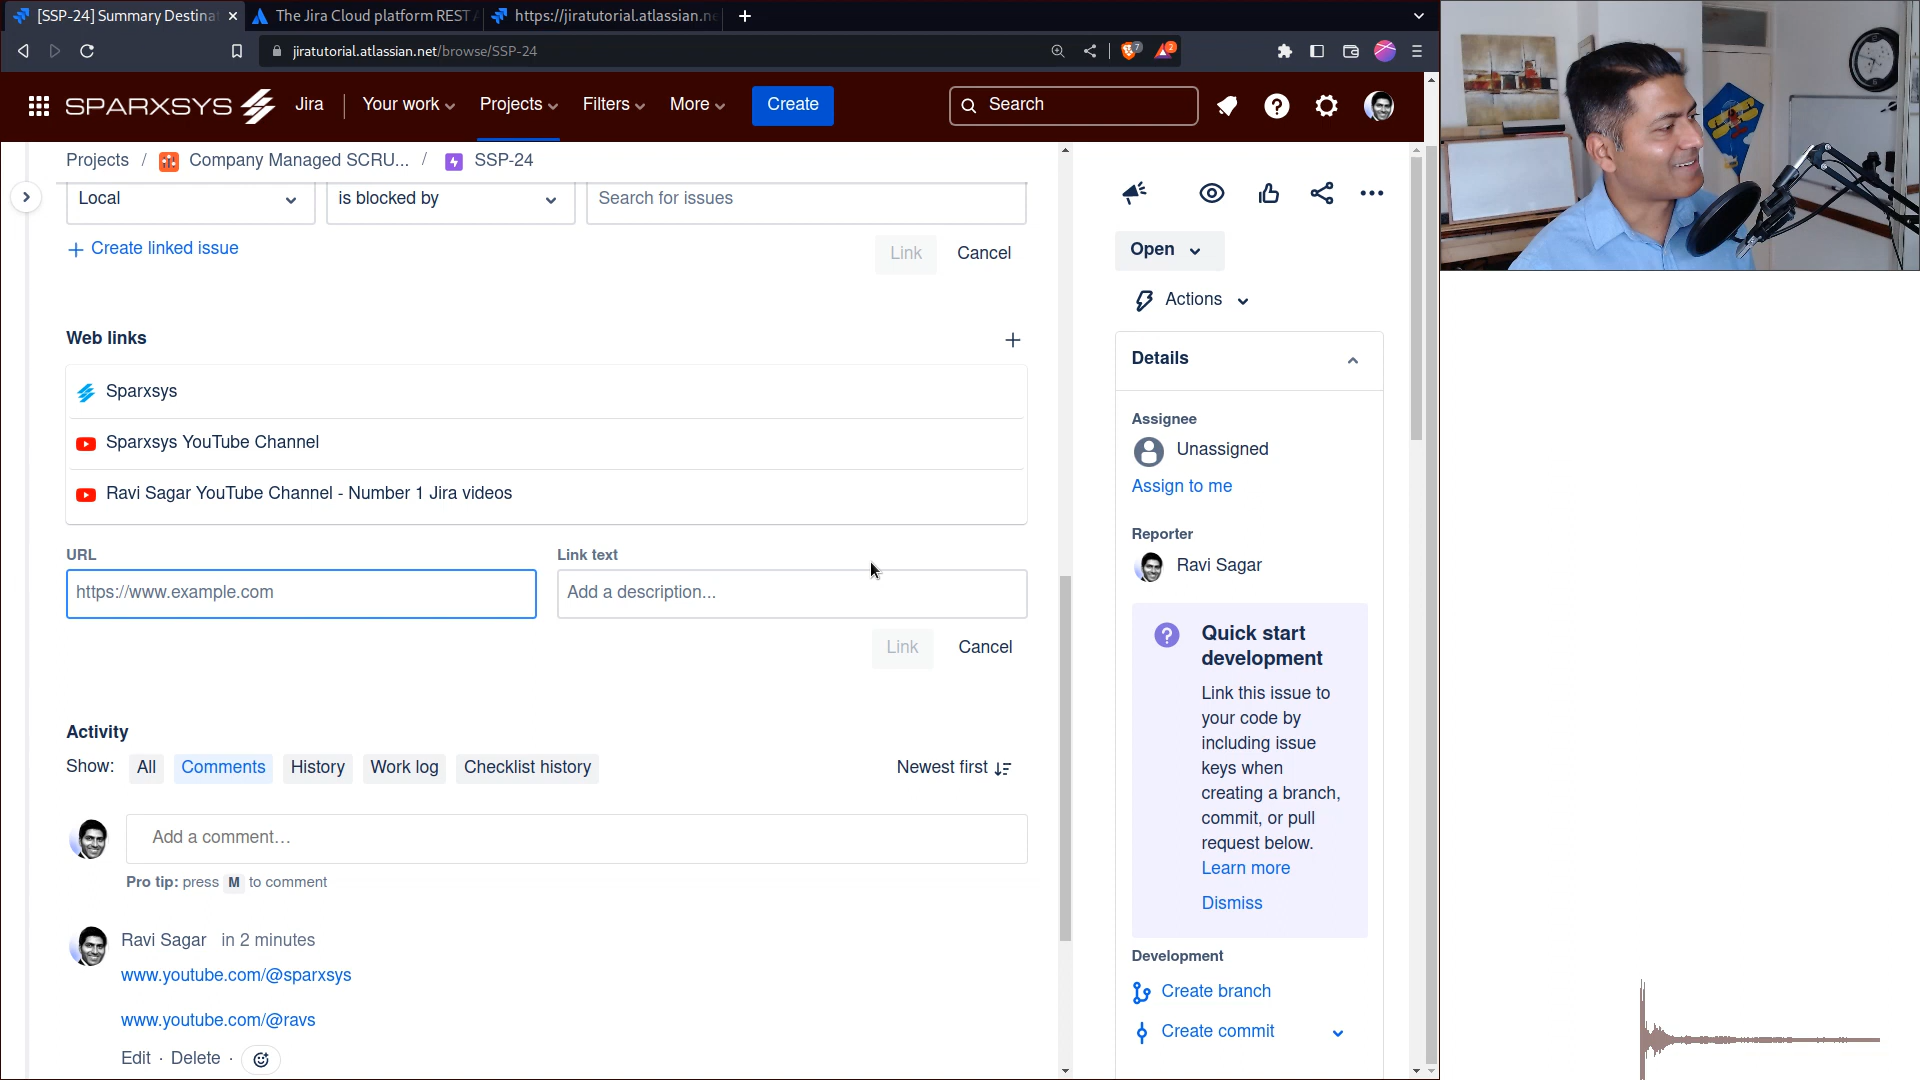 [SSP-24] Summary Destina
The Jira Cloud platform REST
https://jiratutorial.atlassian.ne
jiratutorial.atlassian.net/browse/SSP-24
7
2
SPARXSYS
Jira
Your work
Projects
Filters
More
Create
Search
Projects / Company Managed SCRU... / SSP-24
Local
is blocked by
Search for issues
Create linked issue
Link
Cancel
Web links
Sparxsys
Sparxsys YouTube Channel
Ravi Sagar YouTube Channel - Number 1 Jira videos
URL
Link text
https://www.example.com
Add a description...
Link
Cancel
Activity
Show:
All
Comments
History
Work log
Checklist history
Newest first
Add a comment...
Pro tip: press M to comment
Ravi Sagar in 2 minutes
www.youtube.com/@sparxsys
www.youtube.com/@ravs
Edit · Delete ·
Open
Actions
Details
Assignee
Unassigned
Assign to me
Reporter
Ravi Sagar
Quick start
development
Link this issue to
your code by
including issue
keys when
creating a branch,
commit, or pull
request below.
Learn more
Dismiss
Development
Create branch
Create commit